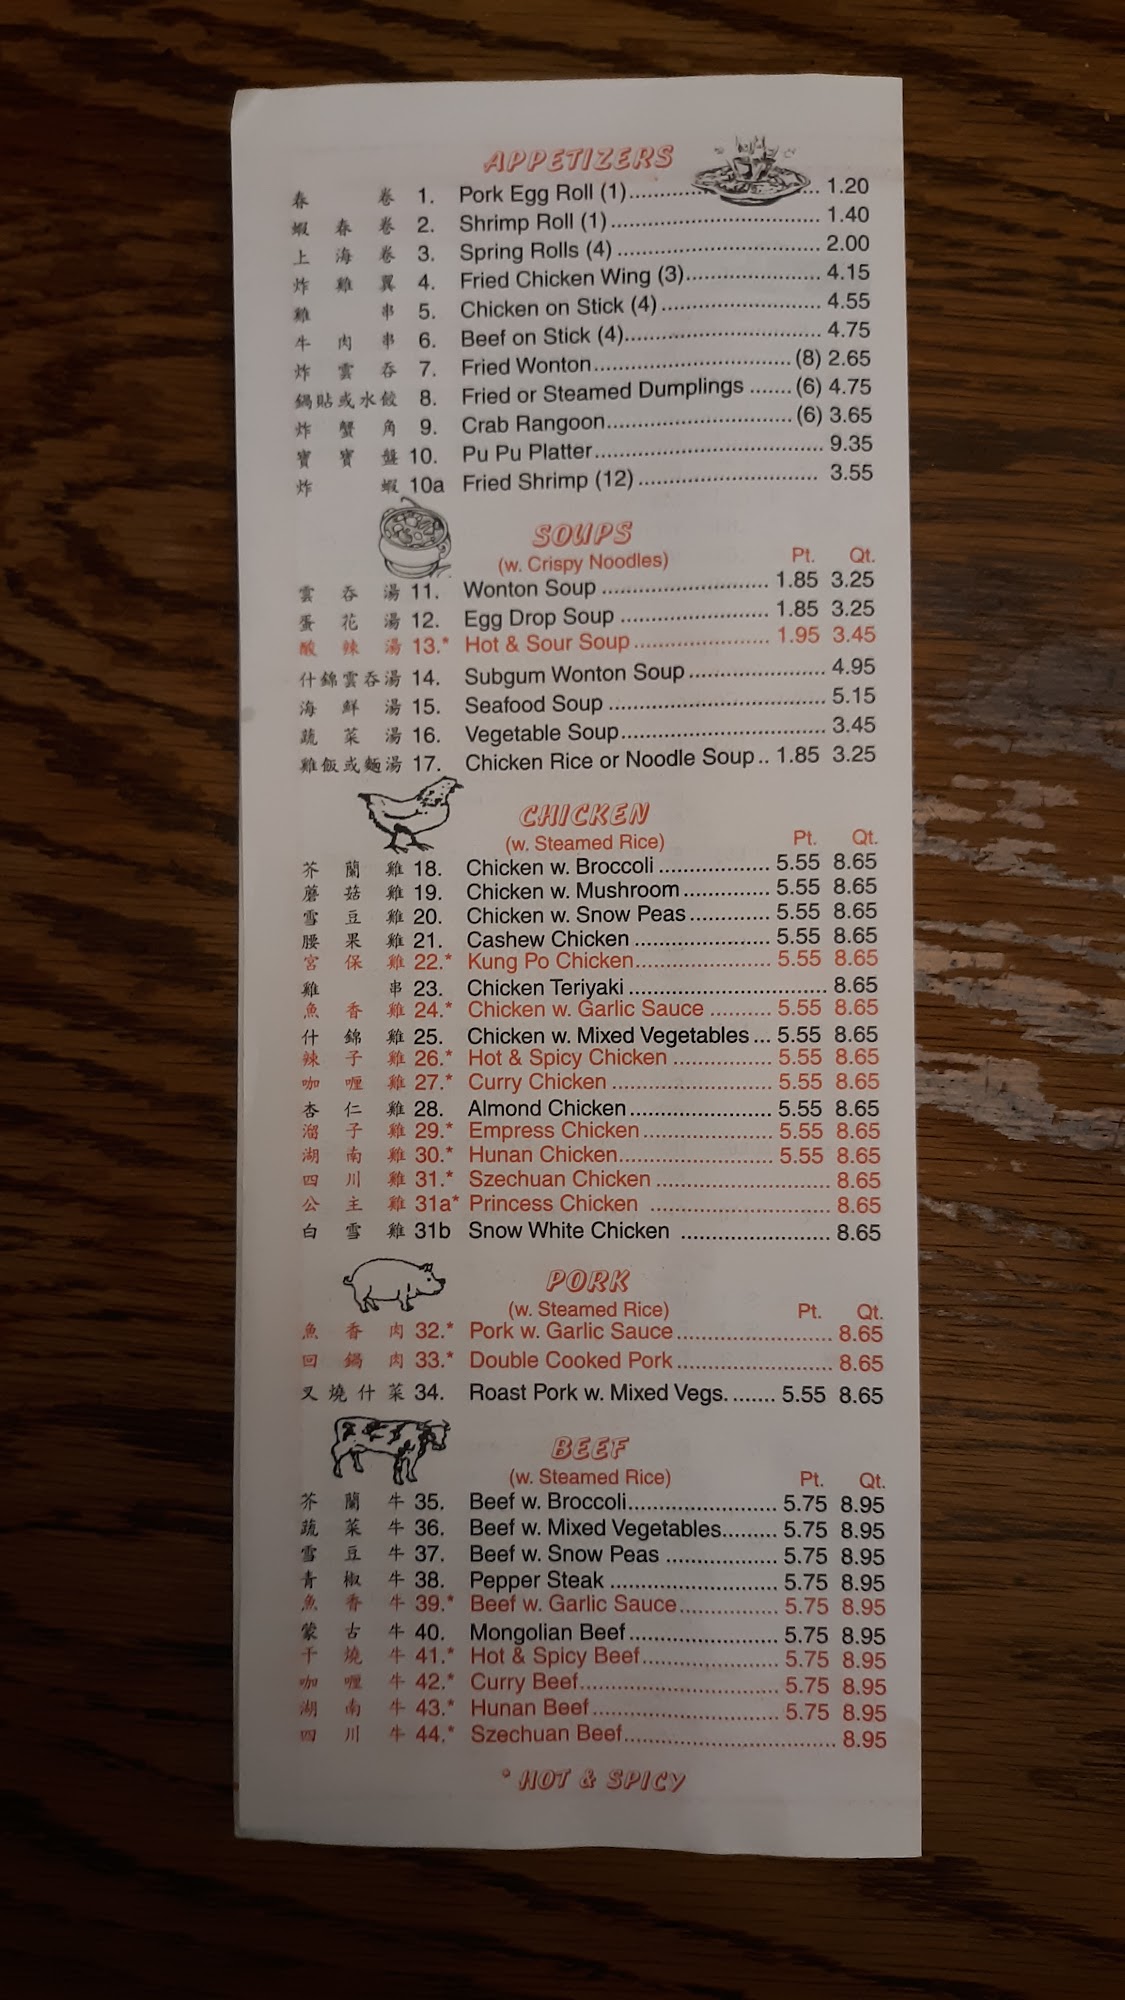 APPETIZERS
春 卷 1. Pork Egg Roll (1) 1.20
蝦春卷 2. Shrimp Roll (1) 1.40
上海卷 3. Spring Rolls (4) 2.00
炸雞翼 4. Fried Chicken Wing (3) 4.15
雞 串 5. Chicken on Stick (4) 4.55
牛肉串 6. Beef on Stick (4) 4.75
炸雲吞 7. Fried Wonton (8) 2.65
鍋貼或水餃 8. Fried or Steamed Dumplings (6) 4.75
炸蟹角 9. Crab Rangoon (6) 3.65
寶寶盤 10. Pu Pu Platter 9.35
炸 蝦 10a Fried Shrimp (12) 3.55
SOUPS
(w. Crispy Noodles) Pt. Qt.
雲吞湯 11. Wonton Soup 1.85 3.25
蛋花湯 12. Egg Drop Soup 1.85 3.25
酸辣湯 13.* Hot & Sour Soup 1.95 3.45
什錦雲吞湯 14. Subgum Wonton Soup 4.95
海鮮湯 15. Seafood Soup 5.15
蔬菜湯 16. Vegetable Soup 3.45
雞飯或麵湯 17. Chicken Rice or Noodle Soup 1.85 3.25
CHICKEN
(w. Steamed Rice) Pt. Qt.
芥蘭雞 18. Chicken w. Broccoli 5.55 8.65
蘑菇雞 19. Chicken w. Mushroom 5.55 8.65
雪豆雞 20. Chicken w. Snow Peas 5.55 8.65
腰果雞 21. Cashew Chicken 5.55 8.65
宮保雞 22.* Kung Po Chicken 5.55 8.65
雞 串 23. Chicken Teriyaki 8.65
魚香雞 24.* Chicken w. Garlic Sauce 5.55 8.65
什錦雞 25. Chicken w. Mixed Vegetables 5.55 8.65
辣子雞 26.* Hot & Spicy Chicken 5.55 8.65
咖喱雞 27.* Curry Chicken 5.55 8.65
杏仁雞 28. Almond Chicken 5.55 8.65
溜子雞 29.* Empress Chicken 5.55 8.65
湖南雞 30.* Hunan Chicken 5.55 8.65
四川雞 31.* Szechuan Chicken 8.65
公主雞 31a* Princess Chicken 8.65
白雪雞 31b Snow White Chicken 8.65
PORK
(w. Steamed Rice) Pt. Qt.
魚香肉 32.* Pork w. Garlic Sauce 8.65
回鍋肉 33.* Double Cooked Pork 8.65
叉燒什菜 34. Roast Pork w. Mixed Vegs. 5.55 8.65
BEEF
(w. Steamed Rice) Pt. Qt.
芥蘭牛 35. Beef w. Broccoli 5.75 8.95
蔬菜牛 36. Beef w. Mixed Vegetables 5.75 8.95
雪豆牛 37. Beef w. Snow Peas 5.75 8.95
青椒牛 38. Pepper Steak 5.75 8.95
魚香牛 39.* Beef w. Garlic Sauce 5.75 8.95
蒙古牛 40. Mongolian Beef 5.75 8.95
干燒牛 41.* Hot & Spicy Beef 5.75 8.95
咖喱牛 42.* Curry Beef 5.75 8.95
湖南牛 43.* Hunan Beef 5.75 8.95
四川牛 44.* Szechuan Beef 8.95
* HOT & SPICY